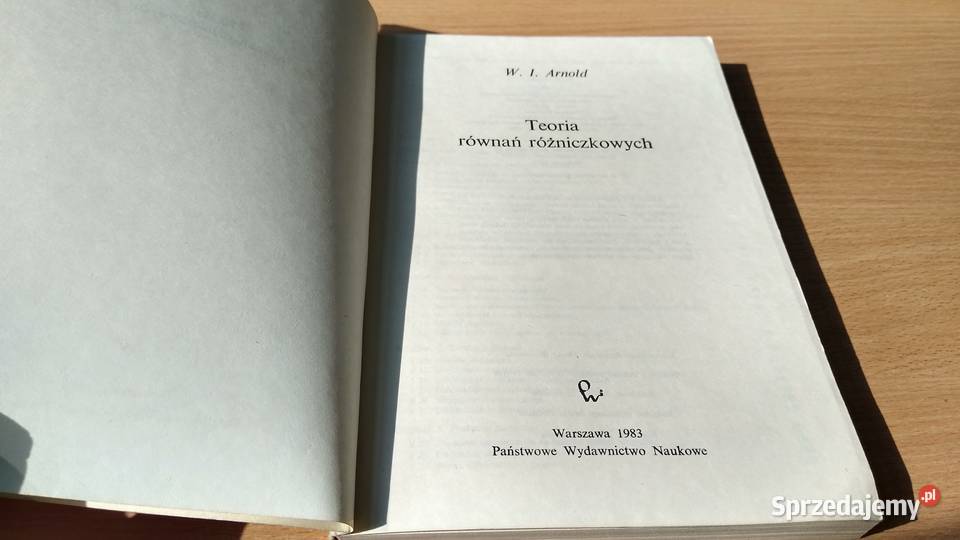 W. I. Arnold
Teoria
równań różniczkowych
Warszawa 1983
Państwowe Wydawnictwo Naukowe
Sprzedajemy.pl